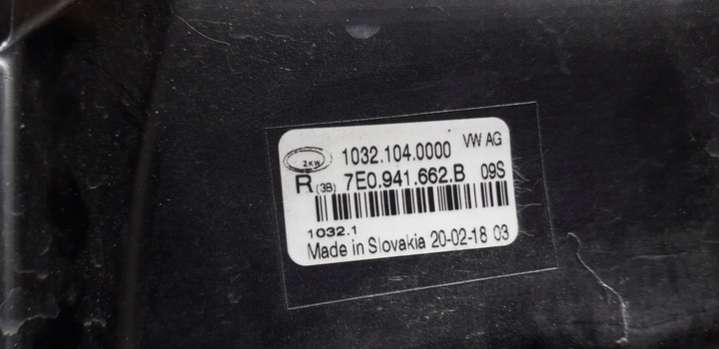 ZKW 1032.104.0000 VW AG
R (3B) 7E0.941.662.B 09S
1032.1
Made in Slovakia 20-02-18 03